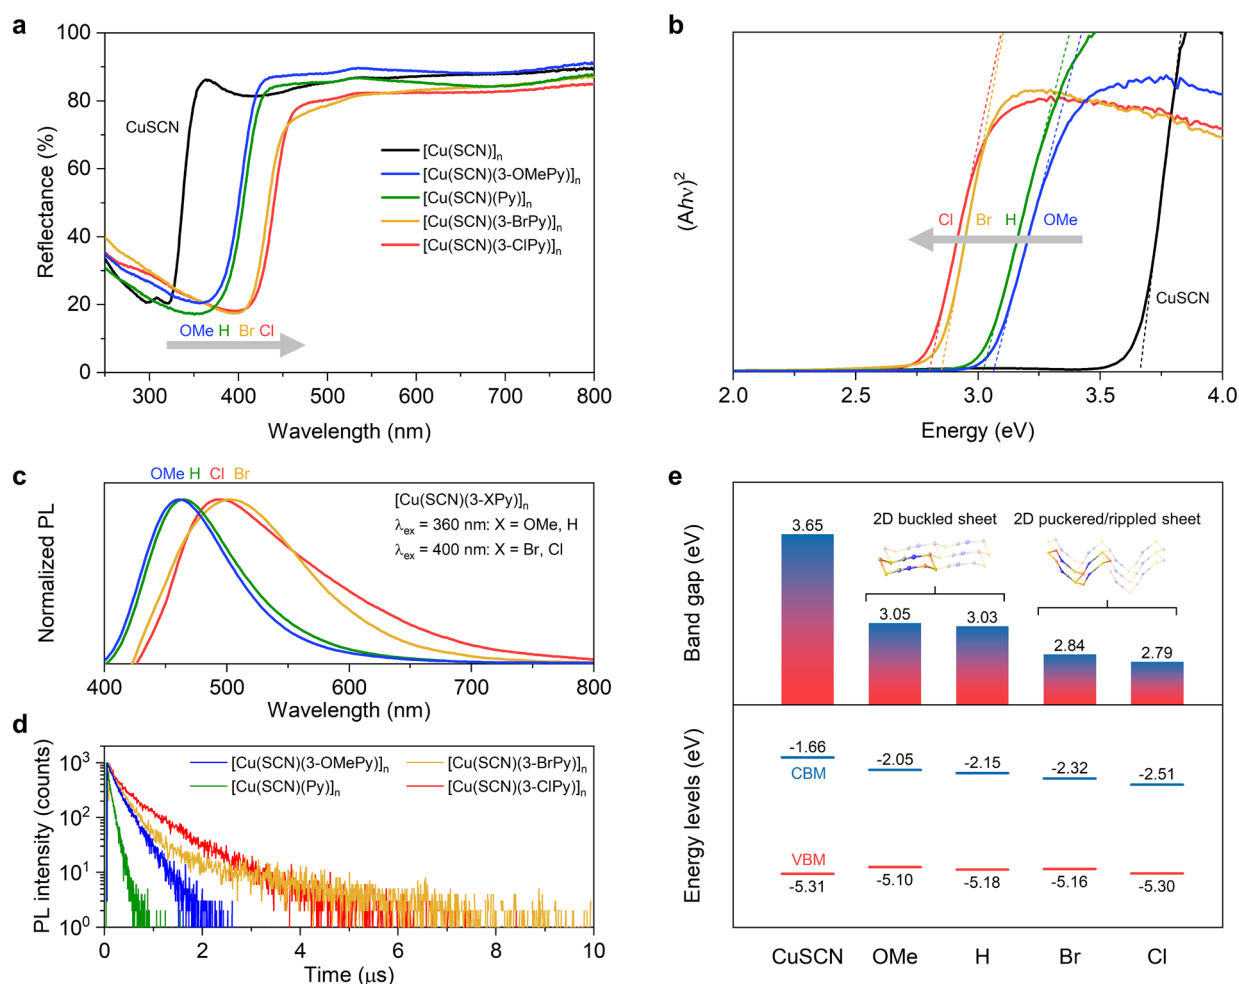 a
100
80
60
40
20
0
Reflectance (%)
CuSCN
[Cu(SCN)]n
[Cu(SCN)(3-OMePy)]n
[Cu(SCN)(Py)]n
[Cu(SCN)(3-BrPy)]n
[Cu(SCN)(3-ClPy)]n
OMe H Br Cl
300 400 500 600 700 800
Wavelength (nm)
b
(Ahν)²
Cl Br H OMe
CuSCN
2.0 2.5 3.0 3.5 4.0
Energy (eV)
c
OMe H Cl Br
Normalized PL
[Cu(SCN)(3-XPy)]n
λex = 360 nm: X = OMe, H
λex = 400 nm: X = Br, Cl
400 500 600 700 800
Wavelength (nm)
d
PL intensity (counts)
10³
10²
10¹
10⁰
[Cu(SCN)(3-OMePy)]n [Cu(SCN)(3-BrPy)]n
[Cu(SCN)(Py)]n [Cu(SCN)(3-ClPy)]n
0 2 4 6 8 10
Time (μs)
e
Band gap (eV)
2D buckled sheet 2D puckered/rippled sheet
3.65 3.05 3.03 2.84 2.79
Energy levels (eV)
-1.66 -2.05 -2.15 -2.32 -2.51
CBM
VBM
-5.31 -5.10 -5.18 -5.16 -5.30
CuSCN OMe H Br Cl